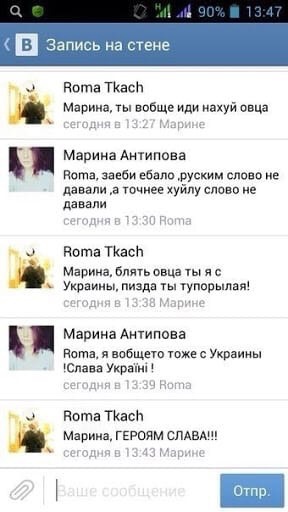 90% 13:47
В Запись на стене
Roma Tkach
Марина, ты вобще иди нахуй овца
сегодня в 13:27 Марине
Марина Антипова
Roma, заеби ебало ,руским слово не
давали ,а точнее хуйлу слово не
давали
сегодня в 13:30 Roma
Roma Tkach
Марина, блять овца ты я с
Украины, пизда ты тупорылая!
сегодня в 13:38 Марине
Марина Антипова
Roma, я вобщето тоже с Украины
!Слава Україні !
сегодня в 13:39 Roma
Roma Tkach
Марина, ГЕРОЯМ СЛАВА!!!
сегодня в 13:43 Марине
Ваше сообщение
Отпр.